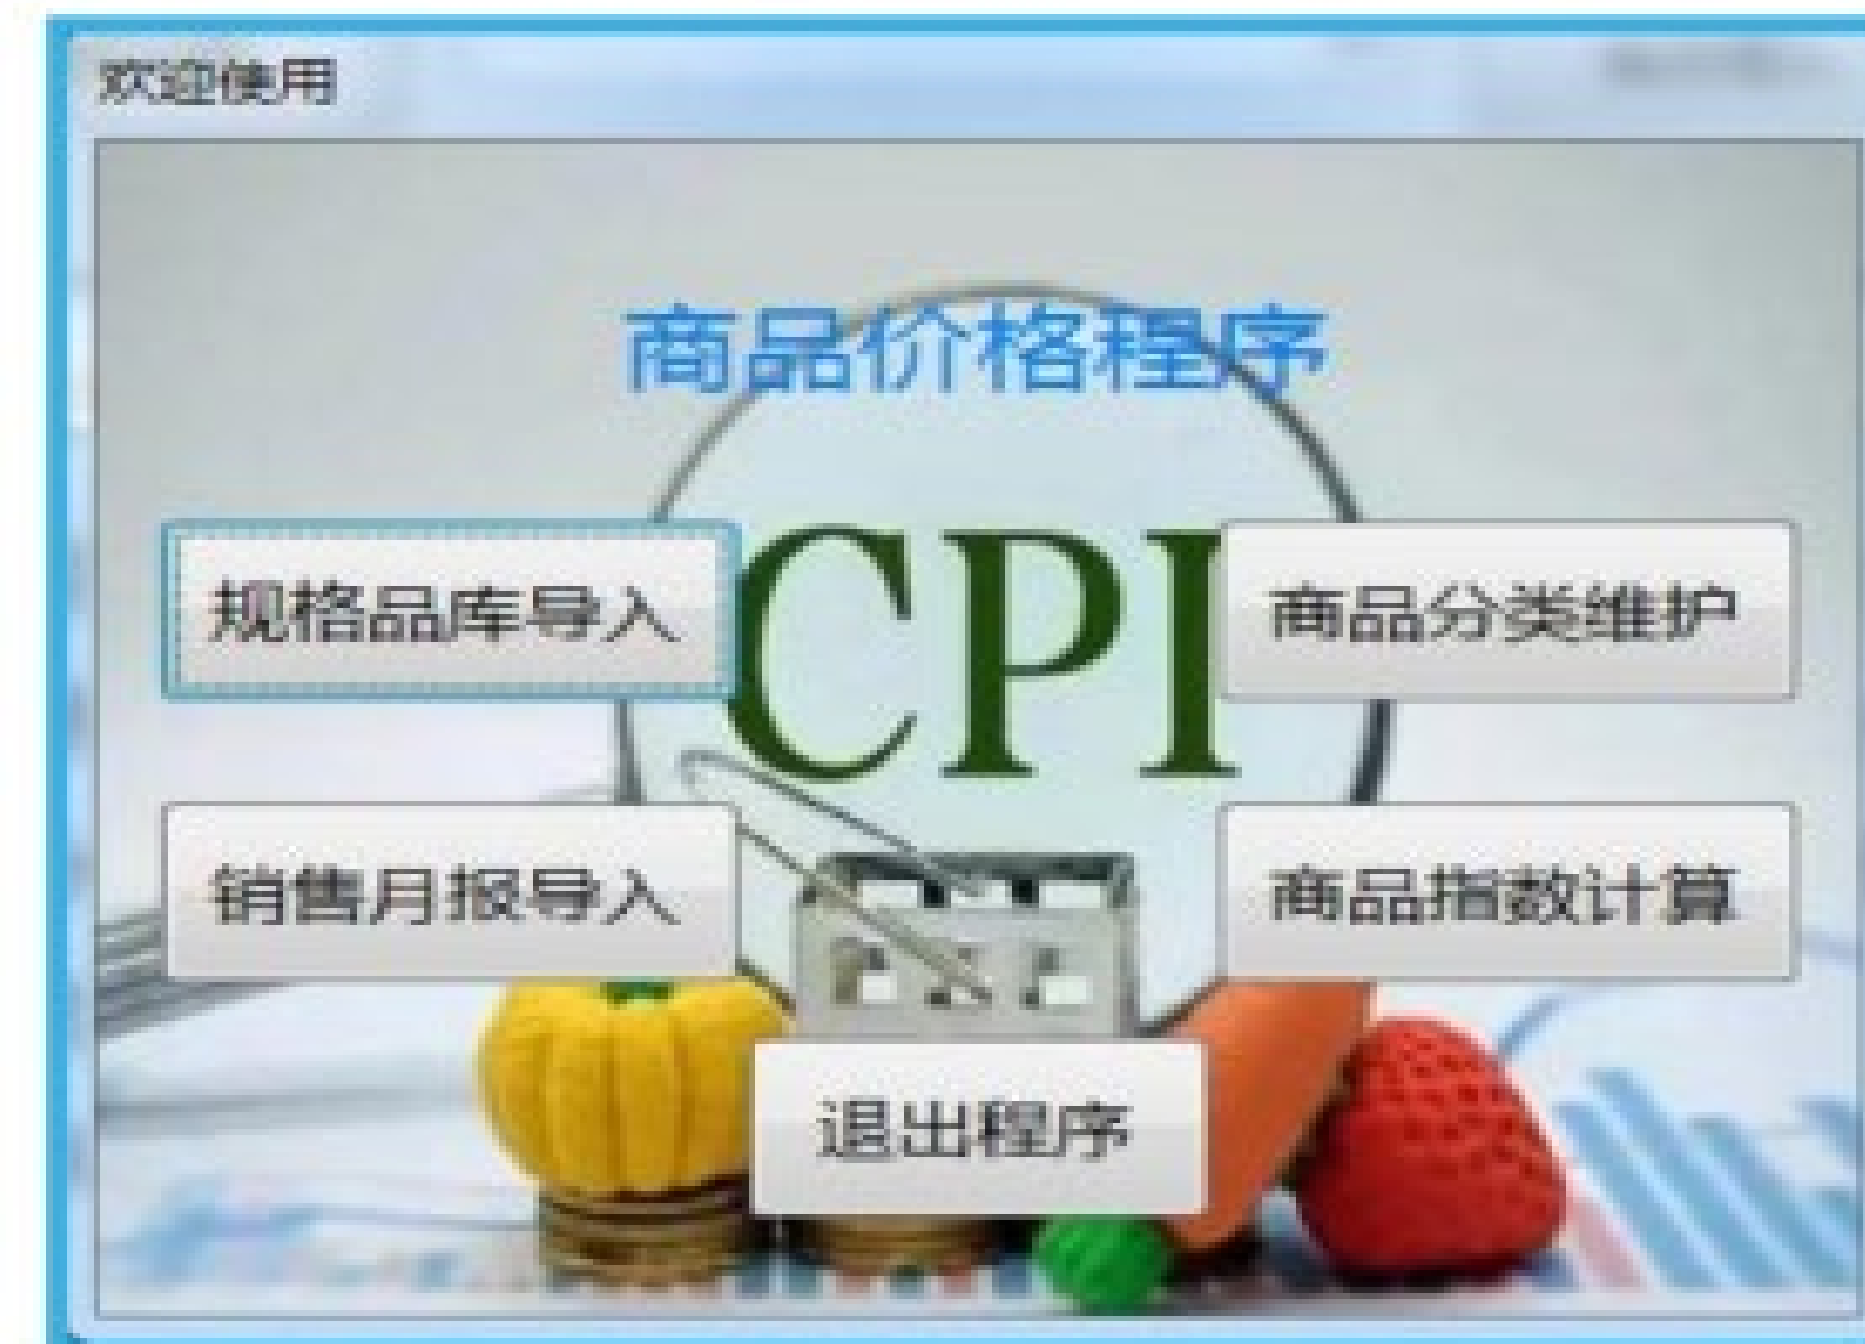 欢迎使用
商品价格程序
CPI
规格品库导入
商品分类维护
销售月报导入
商品指数计算
退出程序